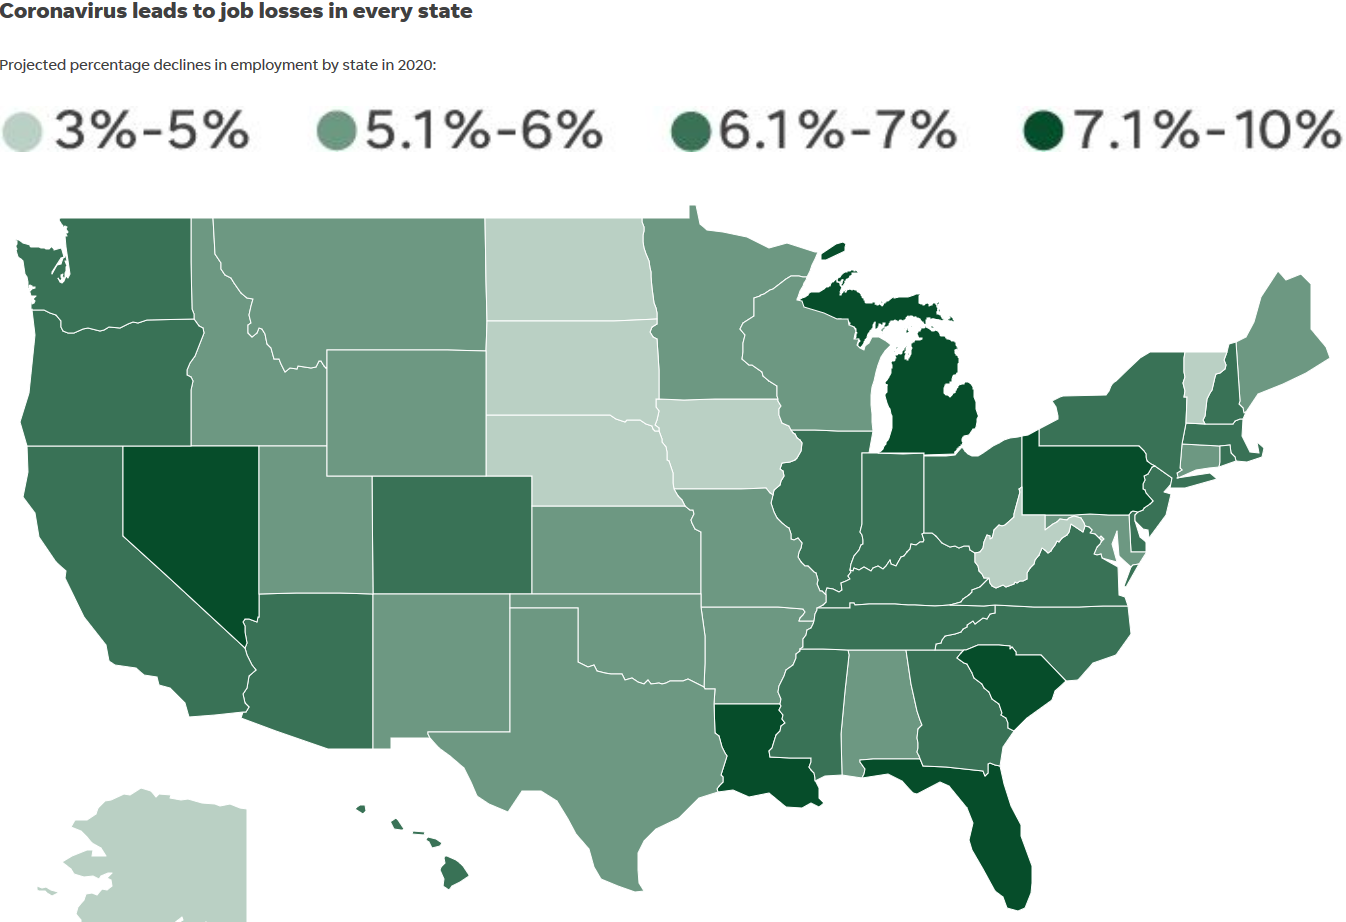 Coronavirus leads to job losses in every state
Projected percentage declines in employment by state in 2020:
3%-5% 5.1%-6% 6.1%-7% 7.1%-10%